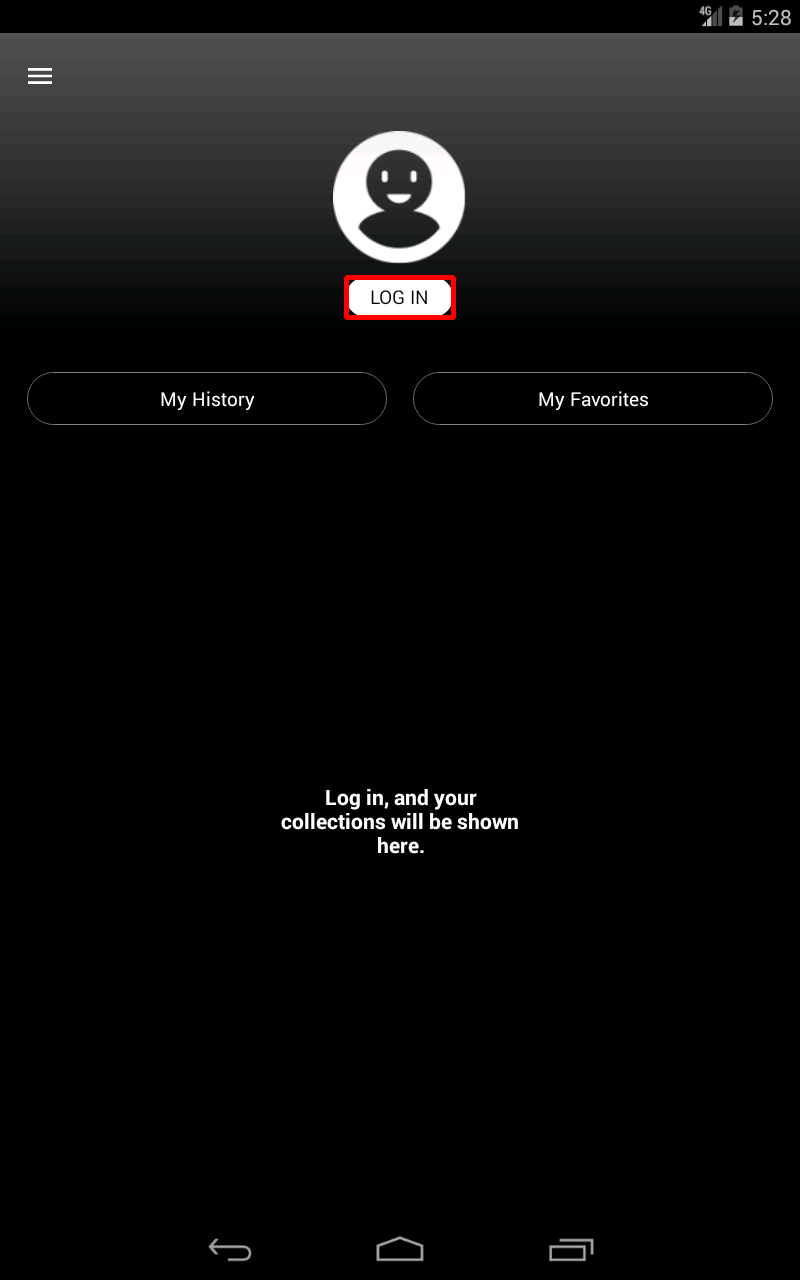 4G 5:28
LOG IN
My History
My Favorites
Log in, and your
collections will be shown
here.